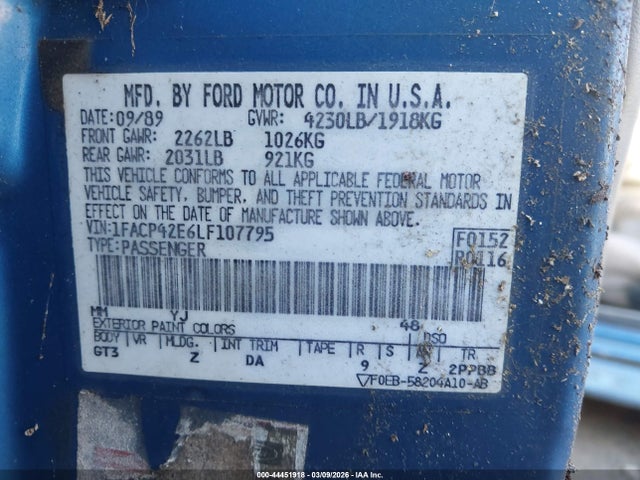 MFD. BY FORD MOTOR CO. IN U.S.A.
DATE: 09/89 GVWR: 4230LB/1918KG
FRONT GAWR: 2262LB 1026KG
REAR GAWR: 2031LB 921KG
THIS VEHICLE CONFORMS TO ALL APPLICABLE FEDERAL MOTOR
VEHICLE SAFETY, BUMPER, AND THEFT PREVENTION STANDARDS IN
EFFECT ON THE DATE OF MANUFACTURE SHOWN ABOVE.
VIN: 1FACP42E6LF107795 F0152
TYPE: PASSENGER R0116
MM YJ 48
EXTERIOR PAINT COLORS DSO
BODY VR MLDG. INT TRIM TAPE R S TR
GT3 Z DA 9 Z
▽F0EB-58204A10-AB
000-44451918 - 03/09/2026 - IAA Inc.